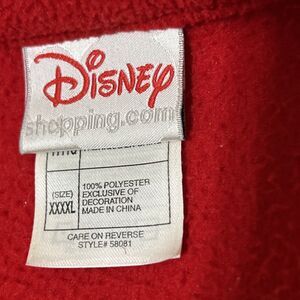 Disney
shopping.com
(SIZE)
XXXXL
100% POLYESTER
EXCLUSIVE OF
DECORATION
MADE IN CHINA
CARE ON REVERSE
STYLE# 58081